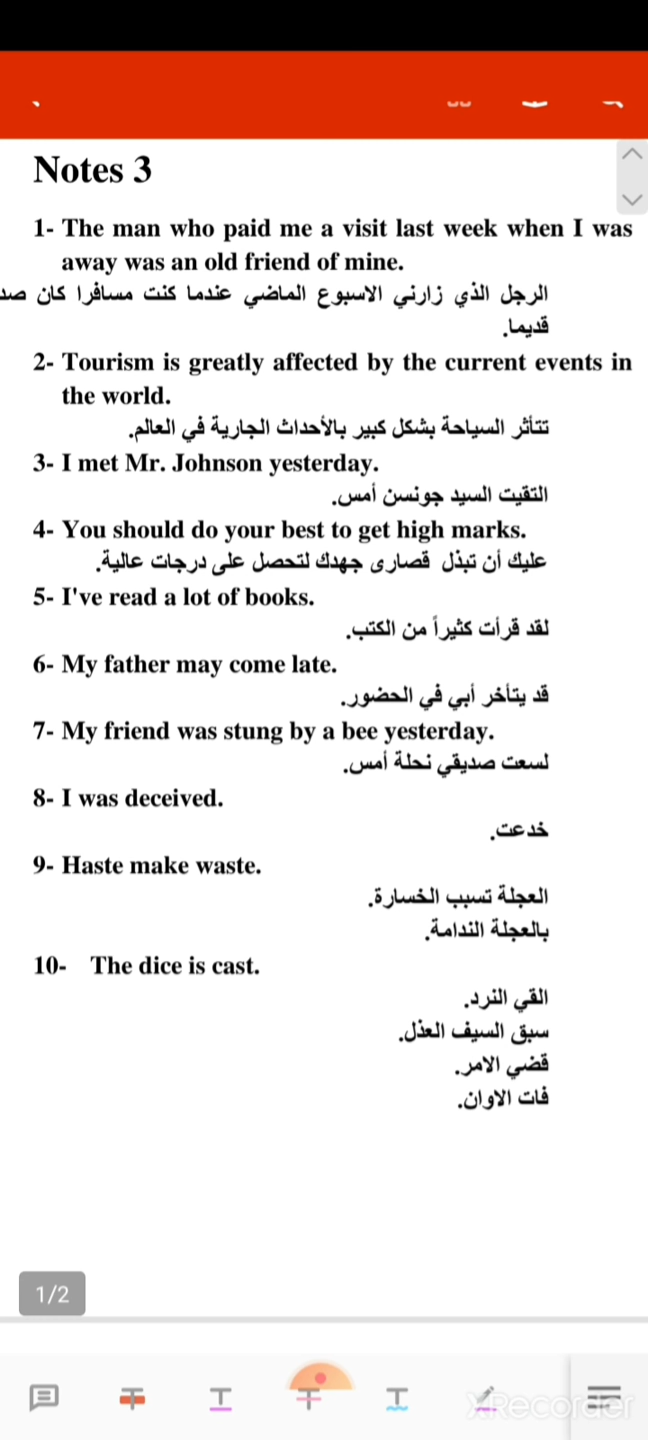 Notes 3
1- The man who paid me a visit last week when I was
away was an old friend of mine.
الرجل الذي زارني الاسبوع الماضي عندما كنت مسافرا كان
قديما.
2- Tourism is greatly affected by the current events in
the world.
تتأثر السياحة بشكل كبير بالأحداث الجارية في العالم.
3- I met Mr. Johnson yesterday.
التقيت السيد جونسن أمس.
4- You should do your best to get high marks.
عليك أن تبذل قصارى جهدك لتحصل على درجات عالية.
5- I've read a lot of books.
لقد قرأت كثيراً من الكتب.
6- My father may come late.
قد يتأخر أبي في الحضور.
7- My friend was stung by a bee yesterday.
لسعت صديقي نحلة أمس.
8- I was deceived.
خدعت.
9- Haste make waste.
العجلة تسبب الخسارة.
بالعجلة الندامة.
10- The dice is cast.
القي النرد.
سبق السيف العذل.
قضي الامر.
فات الاوان.
1/2
XRecorder